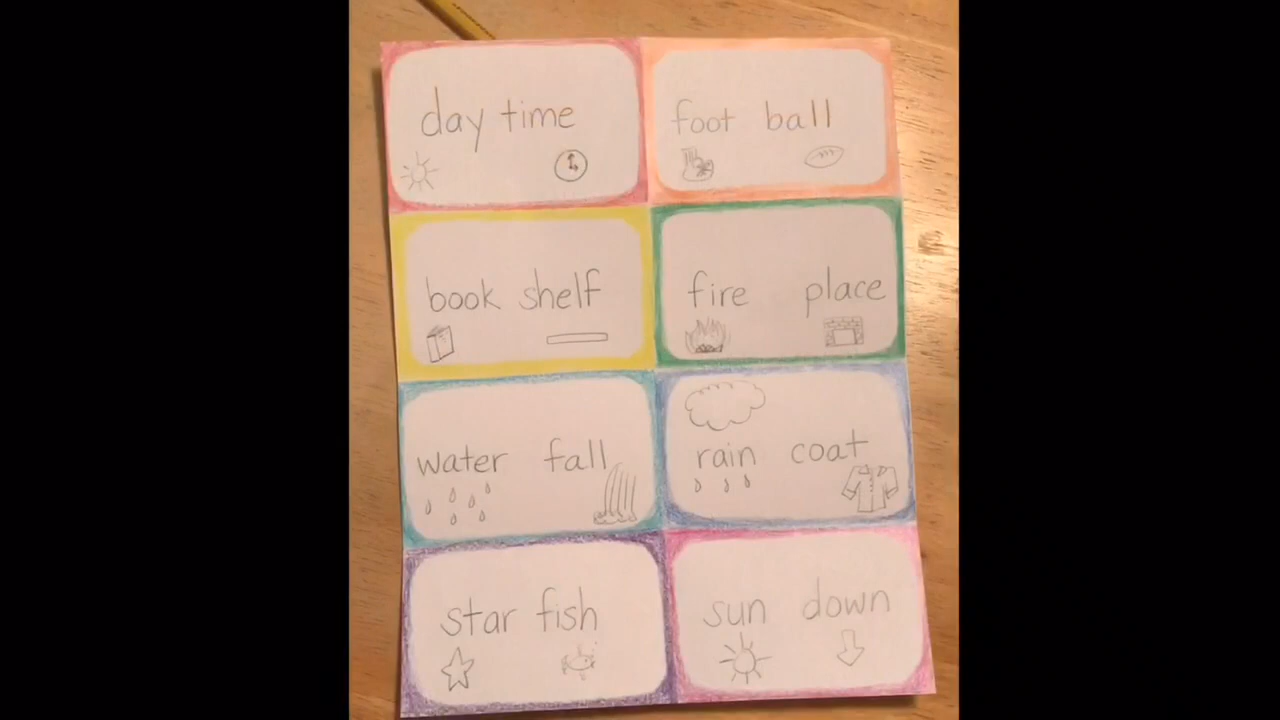 day time
foot ball
book shelf
fire place
water fall
rain coat
star fish
sun down